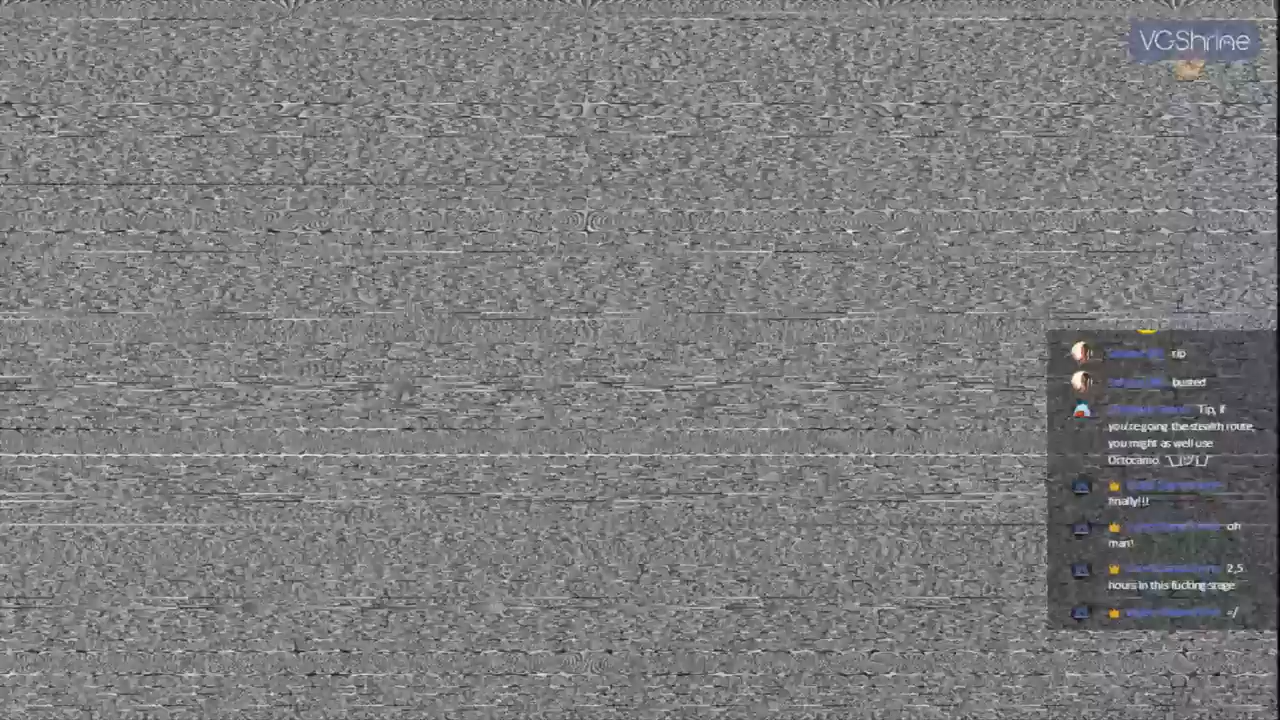 VGShrine
rip
busted
Tip, if
you're going the stealth route,
you might as well use
Octocamo ¯\_(ツ)_/¯
finally!!!
oh
man!
2,5
hours in this fucking stage
=/